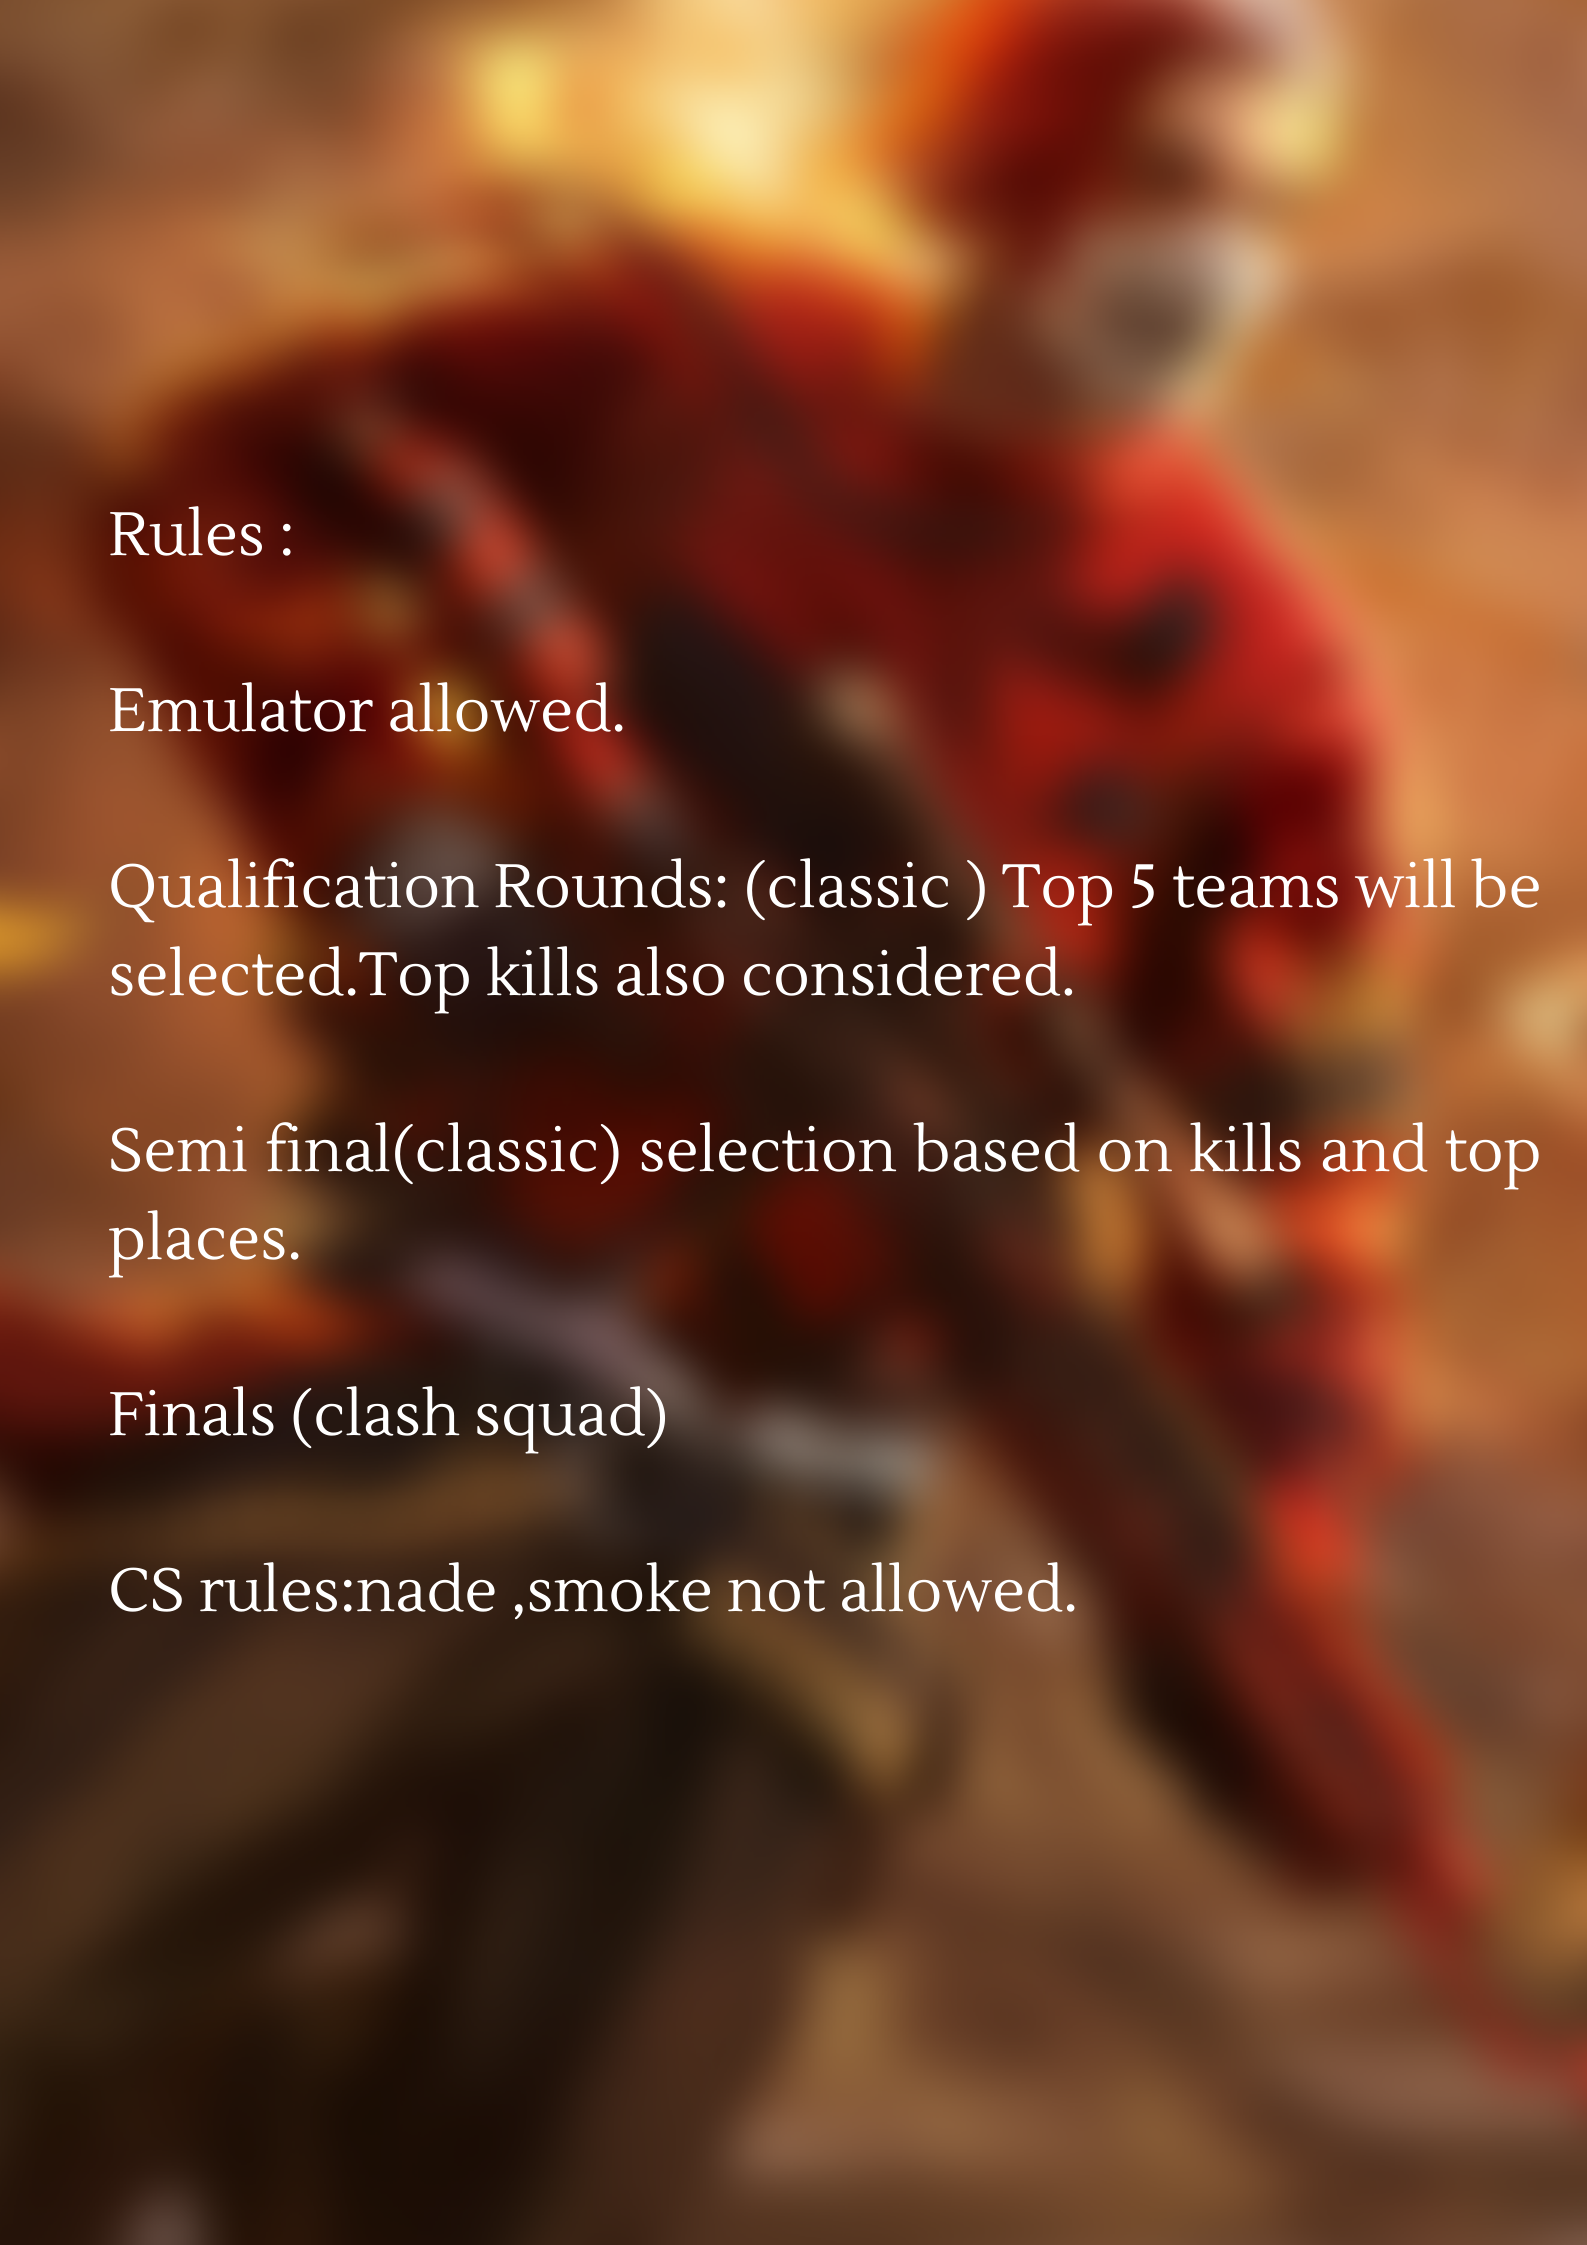 Rules :
Emulator allowed.
Qualification Rounds: (classic ) Top 5 teams will be
selected.Top kills also considered.
Semi final(classic) selection based on kills and top
places.
Finals (clash squad)
CS rules:nade ,smoke not allowed.